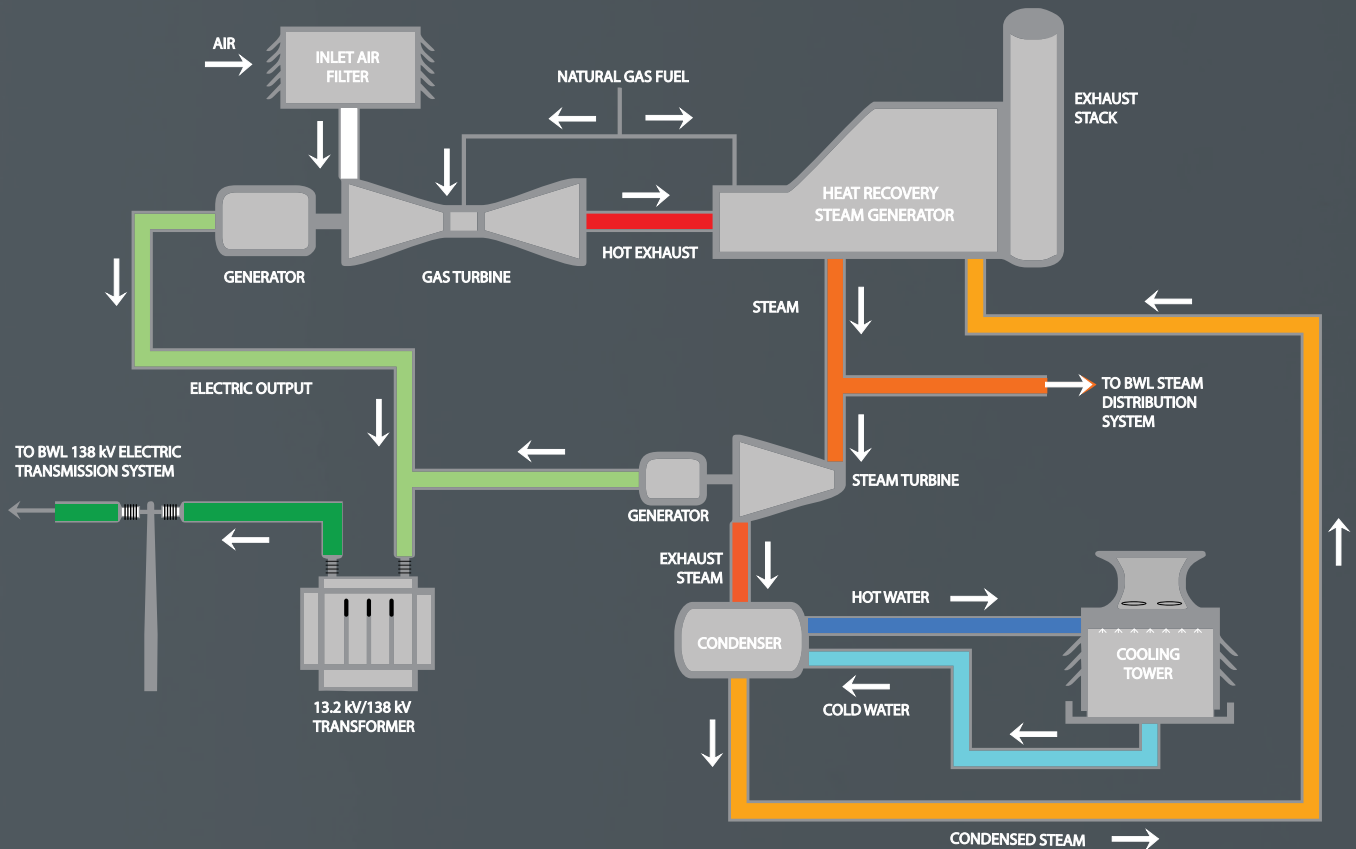 AIR
INLET AIR
FILTER
NATURAL GAS FUEL
EXHAUST
STACK
HEAT RECOVERY
STEAM GENERATOR
HOT EXHAUST
GENERATOR
GAS TURBINE
STEAM
ELECTRIC OUTPUT
TO BWL STEAM
DISTRIBUTION
SYSTEM
TO BWL 138 kV ELECTRIC
TRANSMISSION SYSTEM
STEAM TURBINE
GENERATOR
EXHAUST
STEAM
HOT WATER
CONDENSER
COOLING
TOWER
COLD WATER
13.2 kV/138 kV
TRANSFORMER
CONDENSED STEAM